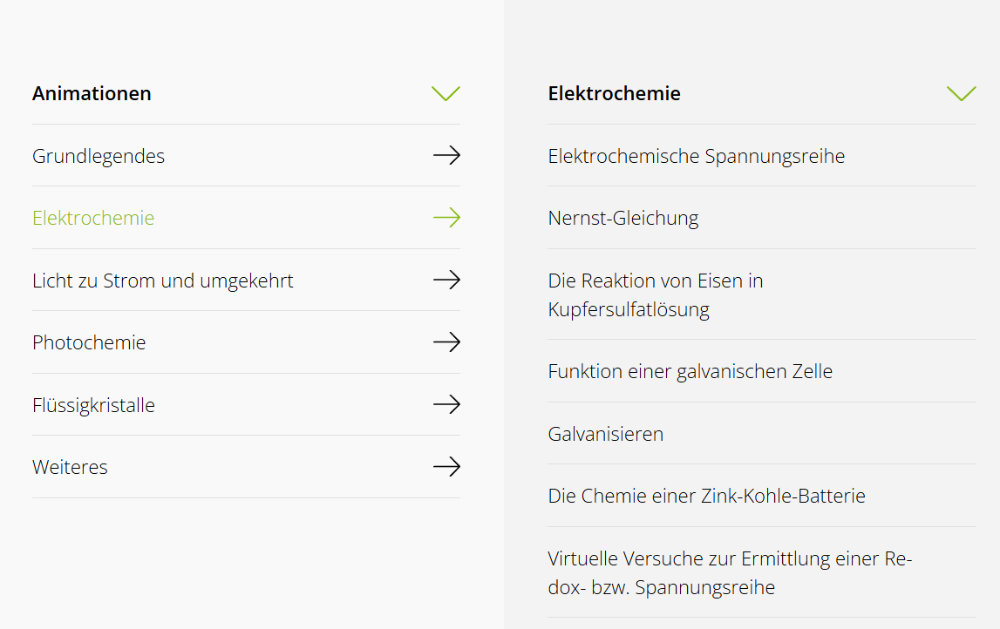 Animationen
Grundlegendes
Elektrochemie
Licht zu Strom und umgekehrt
Photochemie
Flüssigkristalle
Weiteres
Elektrochemie
Elektrochemische Spannungsreihe
Nernst-Gleichung
Die Reaktion von Eisen in
Kupfersulfatlösung
Funktion einer galvanischen Zelle
Galvanisieren
Die Chemie einer Zink-Kohle-Batterie
Virtuelle Versuche zur Ermittlung einer Re-
dox- bzw. Spannungsreihe